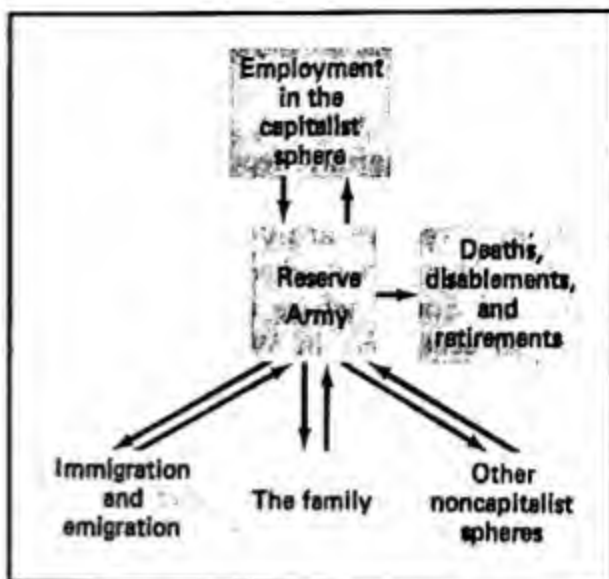 Employment
in the
capitalist
sphere
Reserve
Army
Deaths,
disablements,
and
retirements
Immigration
and
emigration
The family
Other
noncapitalist
spheres